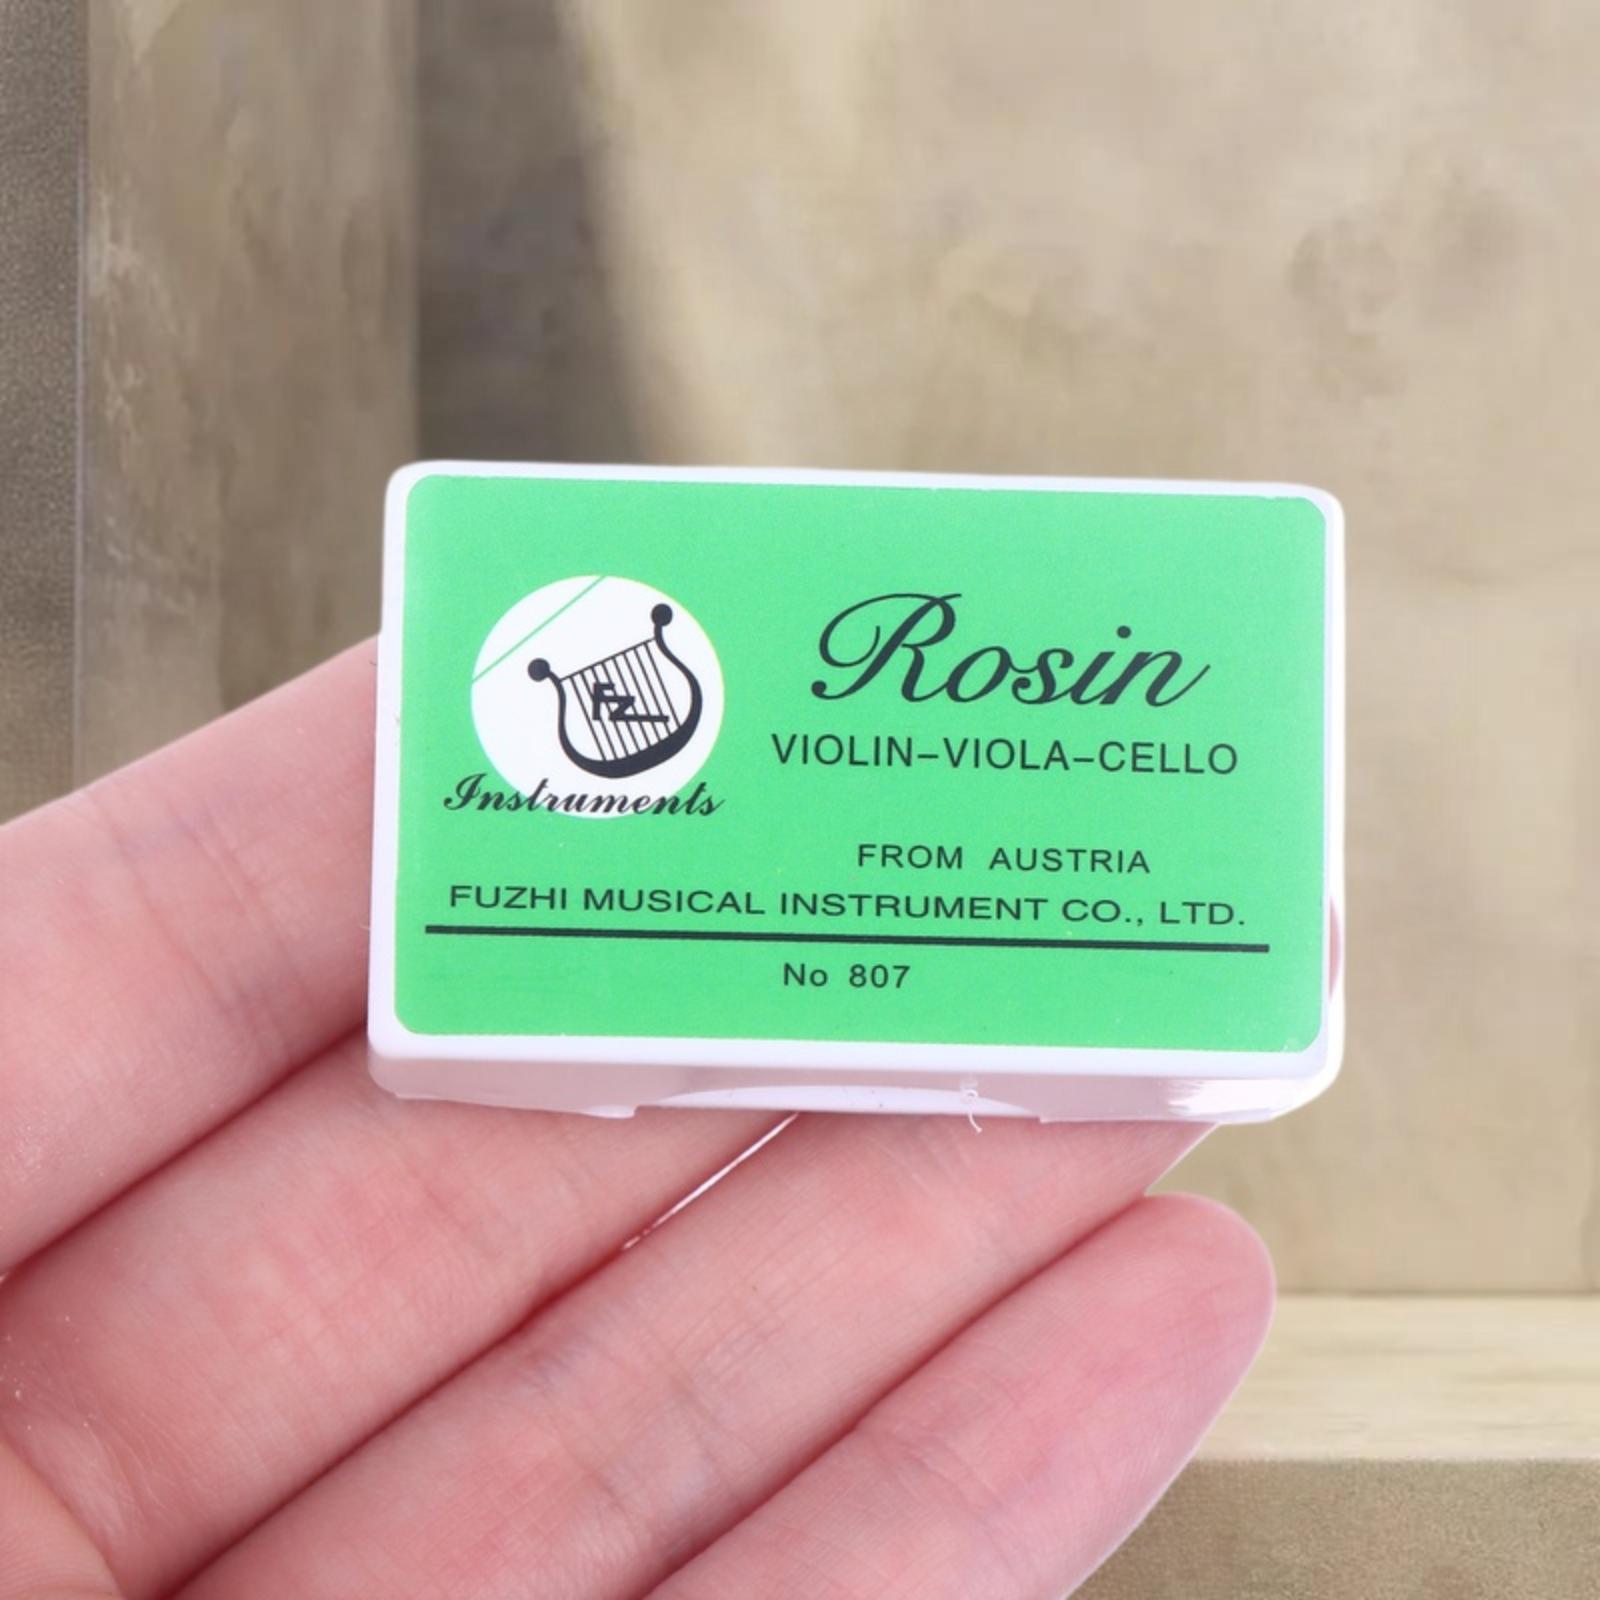 Rosin
VIOLIN-VIOLA-CELLO
FZ
Instruments
FROM AUSTRIA
FUZHI MUSICAL INSTRUMENT CO., LTD.
No 807